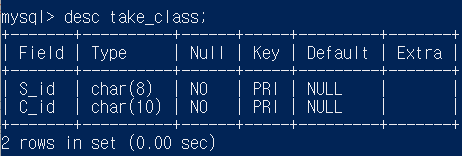 mysql> desc take_class;
+-------+----------+------+-----+---------+-------+
| Field | Type     | Null | Key | Default | Extra |
+-------+----------+------+-----+---------+-------+
| S_id  | char(8)  | NO   | PRI | NULL    |       |
| C_id  | char(10) | NO   | PRI | NULL    |       |
+-------+----------+------+-----+---------+-------+
2 rows in set (0.00 sec)